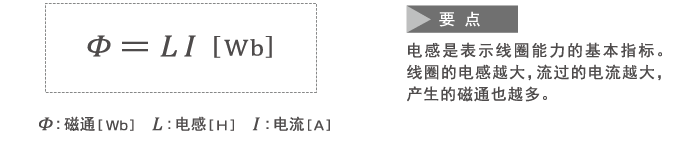 Φ = L I [Wb]
Φ:磁通[Wb] L:电感[H] I:电流[A]
要点
电感是表示线圈能力的基本指标。
线圈的电感越大,流过的电流越大,
产生的磁通也越多。